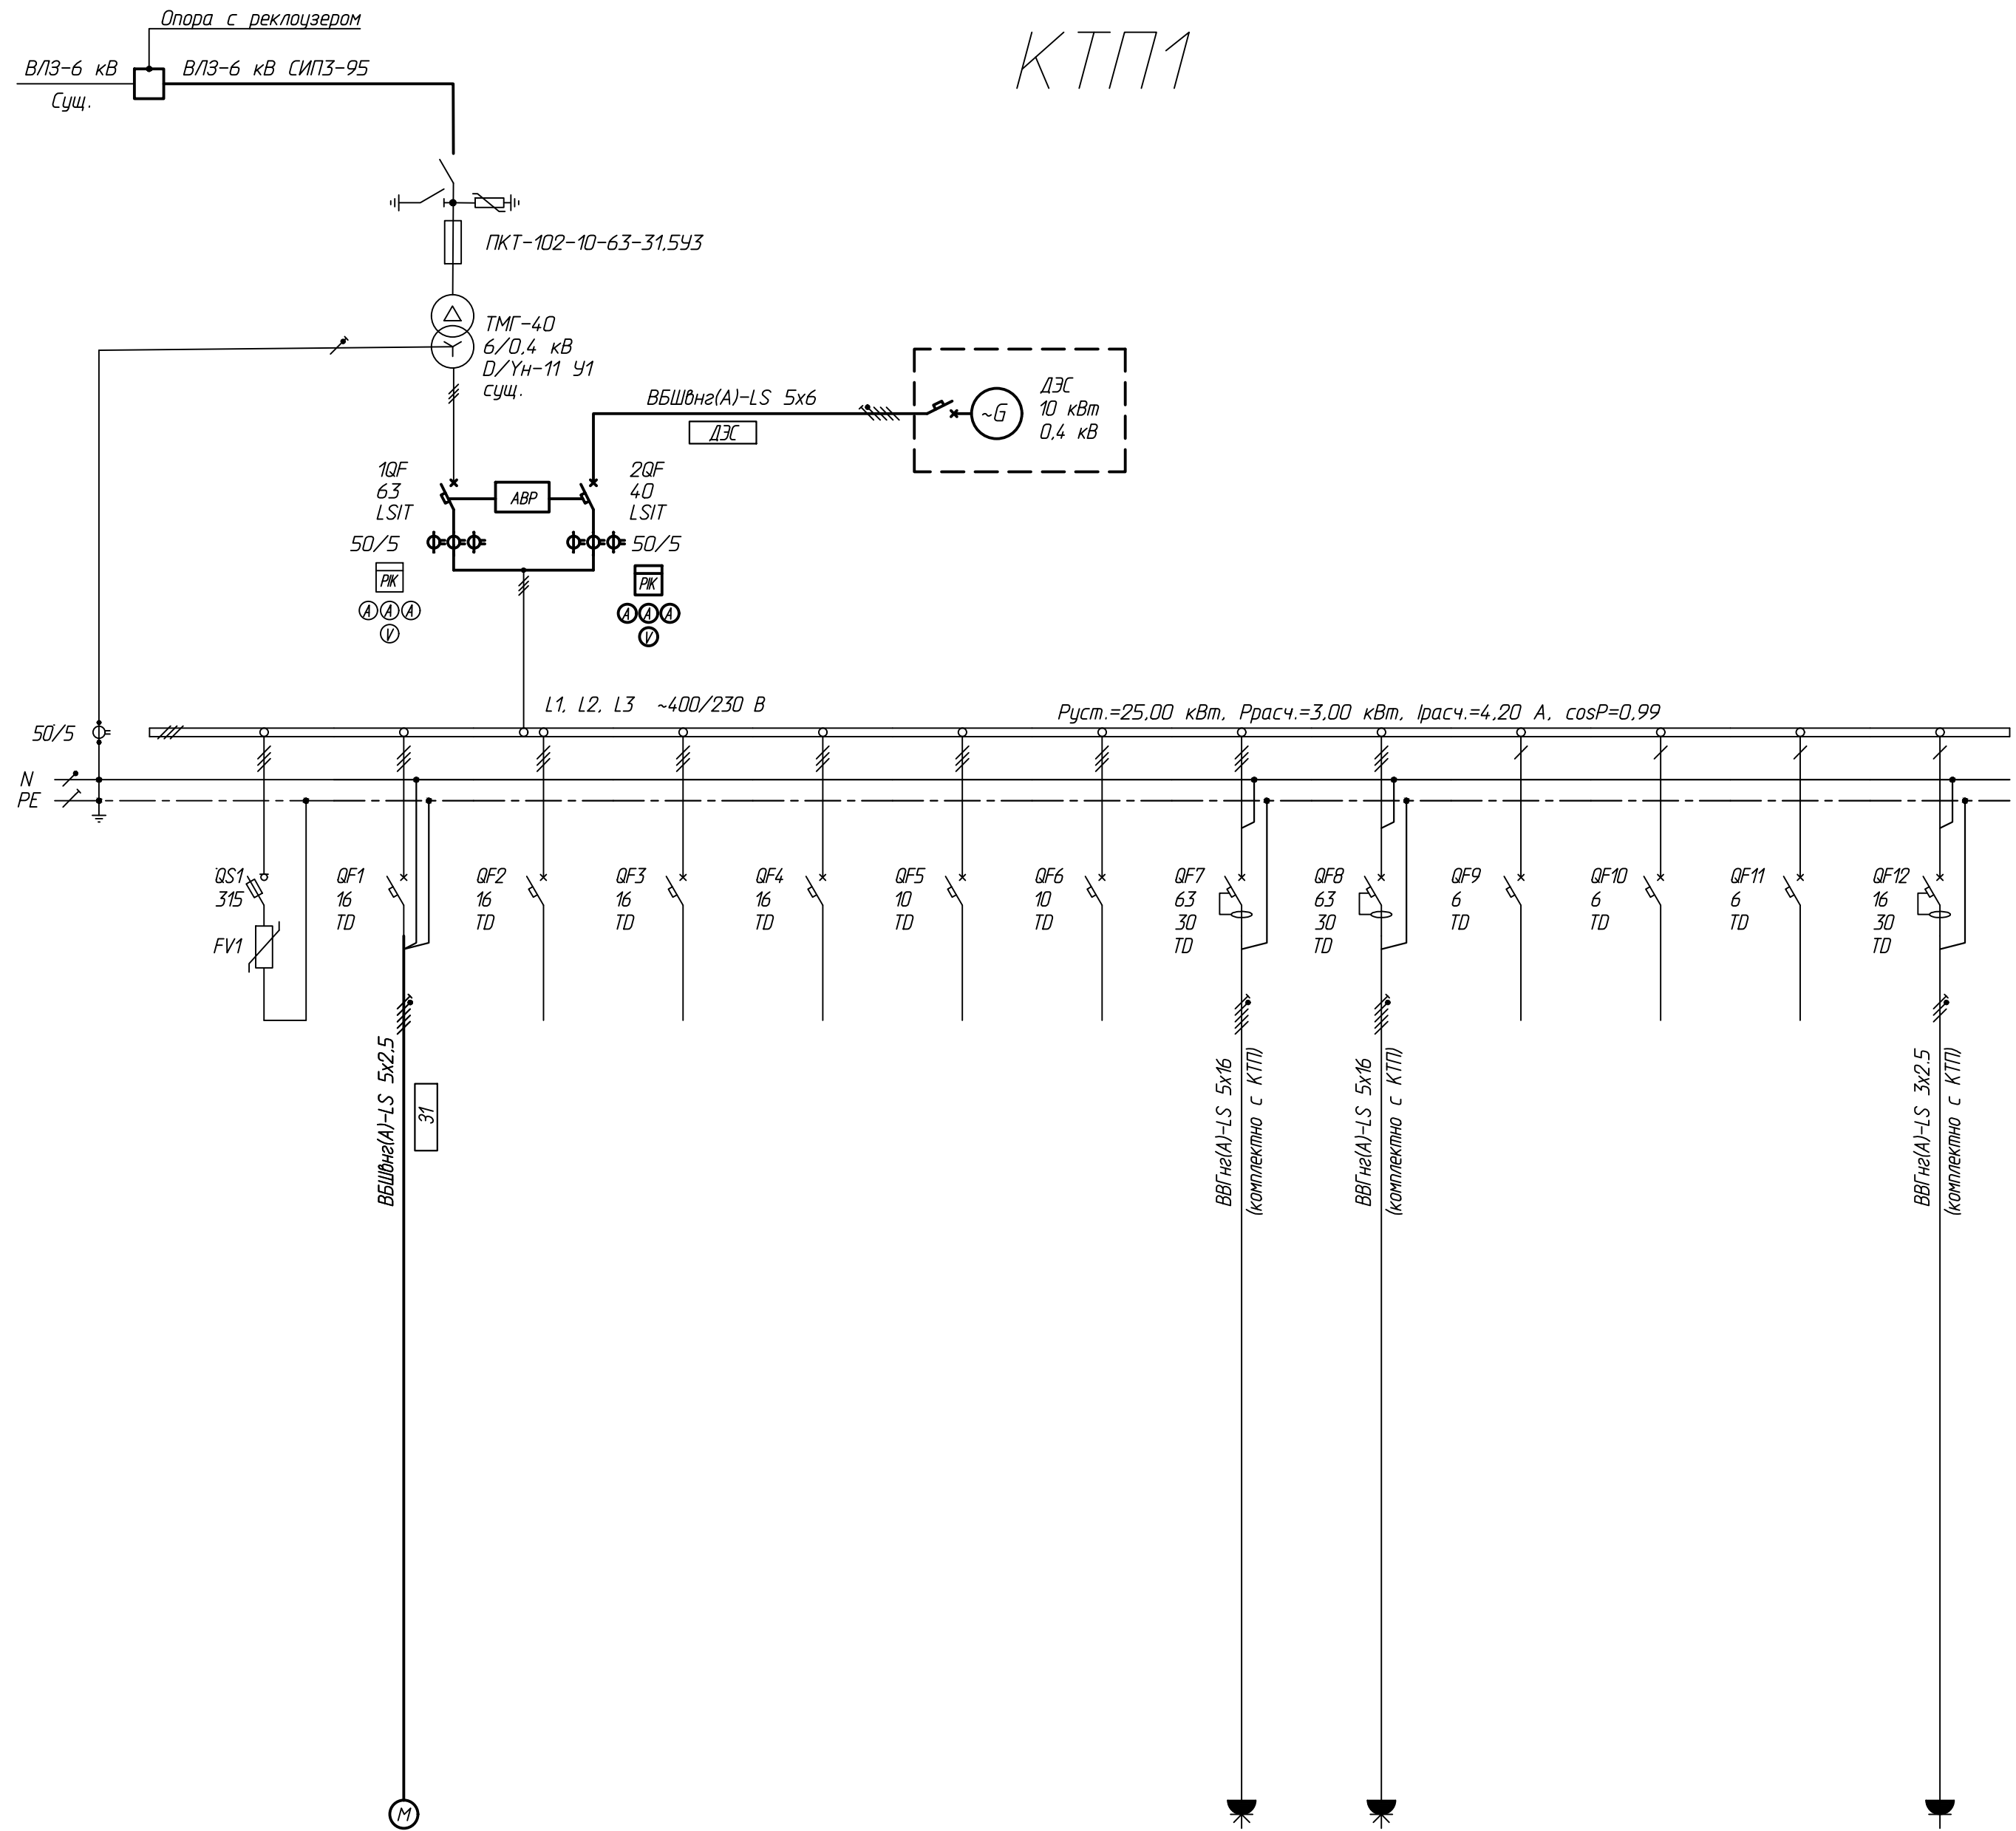 Опора с реклоузером
КТП1
ВЛЗ-6 кВ
ВЛЗ-6 кВ СИП3-95
Сущ.
ПКТ-102-10-63-31,5У3
ТМГ-40
6/0,4 кВ
D/Yн-11 У1
сущ.
ВБШвнг(А)-LS 5х6
ДЭС
~G
ДЭС
10 кВт
0,4 кВ
1QF
63
LSIT
АВР
2QF
40
LSIT
50/5
50/5
PIK
PIK
A A A
V
A A A
V
L1, L2, L3 ~400/230 В
Руст.=25,00 кВт, Ррасч.=3,00 кВт, Iрасч.=4,20 А, cosP=0,99
50/5
N
PE
QS1
315
FV1
QF1
16
TD
QF2
16
TD
QF3
16
TD
QF4
16
TD
QF5
10
TD
QF6
10
TD
QF7
63
30
TD
QF8
63
30
TD
QF9
6
TD
QF10
6
TD
QF11
6
TD
QF12
16
30
TD
ВБШвнг(А)-LS 5х2,5
31
ВВГнг(А)-LS 5х16
(комплектно с КТП)
ВВГнг(А)-LS 5х16
(комплектно с КТП)
ВВГнг(А)-LS 3х2.5
(комплектно с КТП)
M